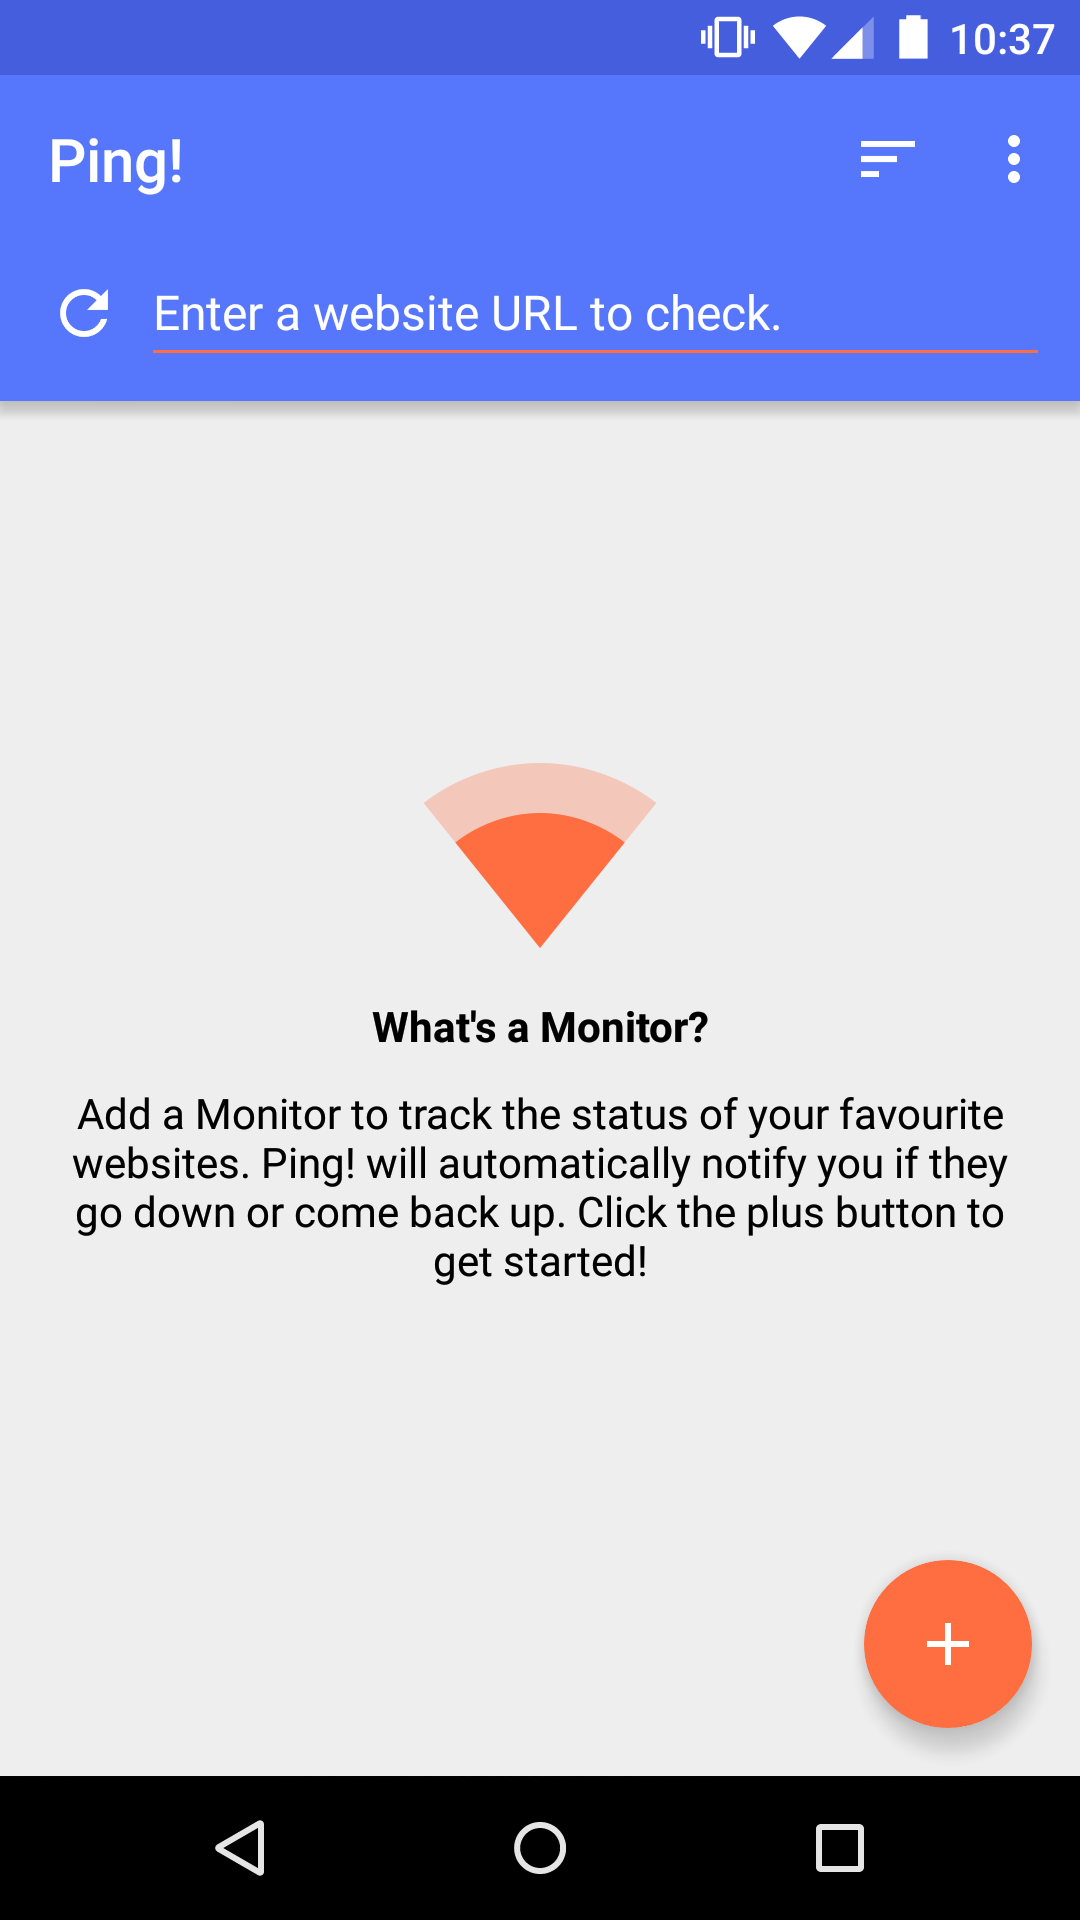 10:37
Ping!
Enter a website URL to check.
What's a Monitor?
Add a Monitor to track the status of your favourite
websites. Ping! will automatically notify you if they
go down or come back up. Click the plus button to
get started!